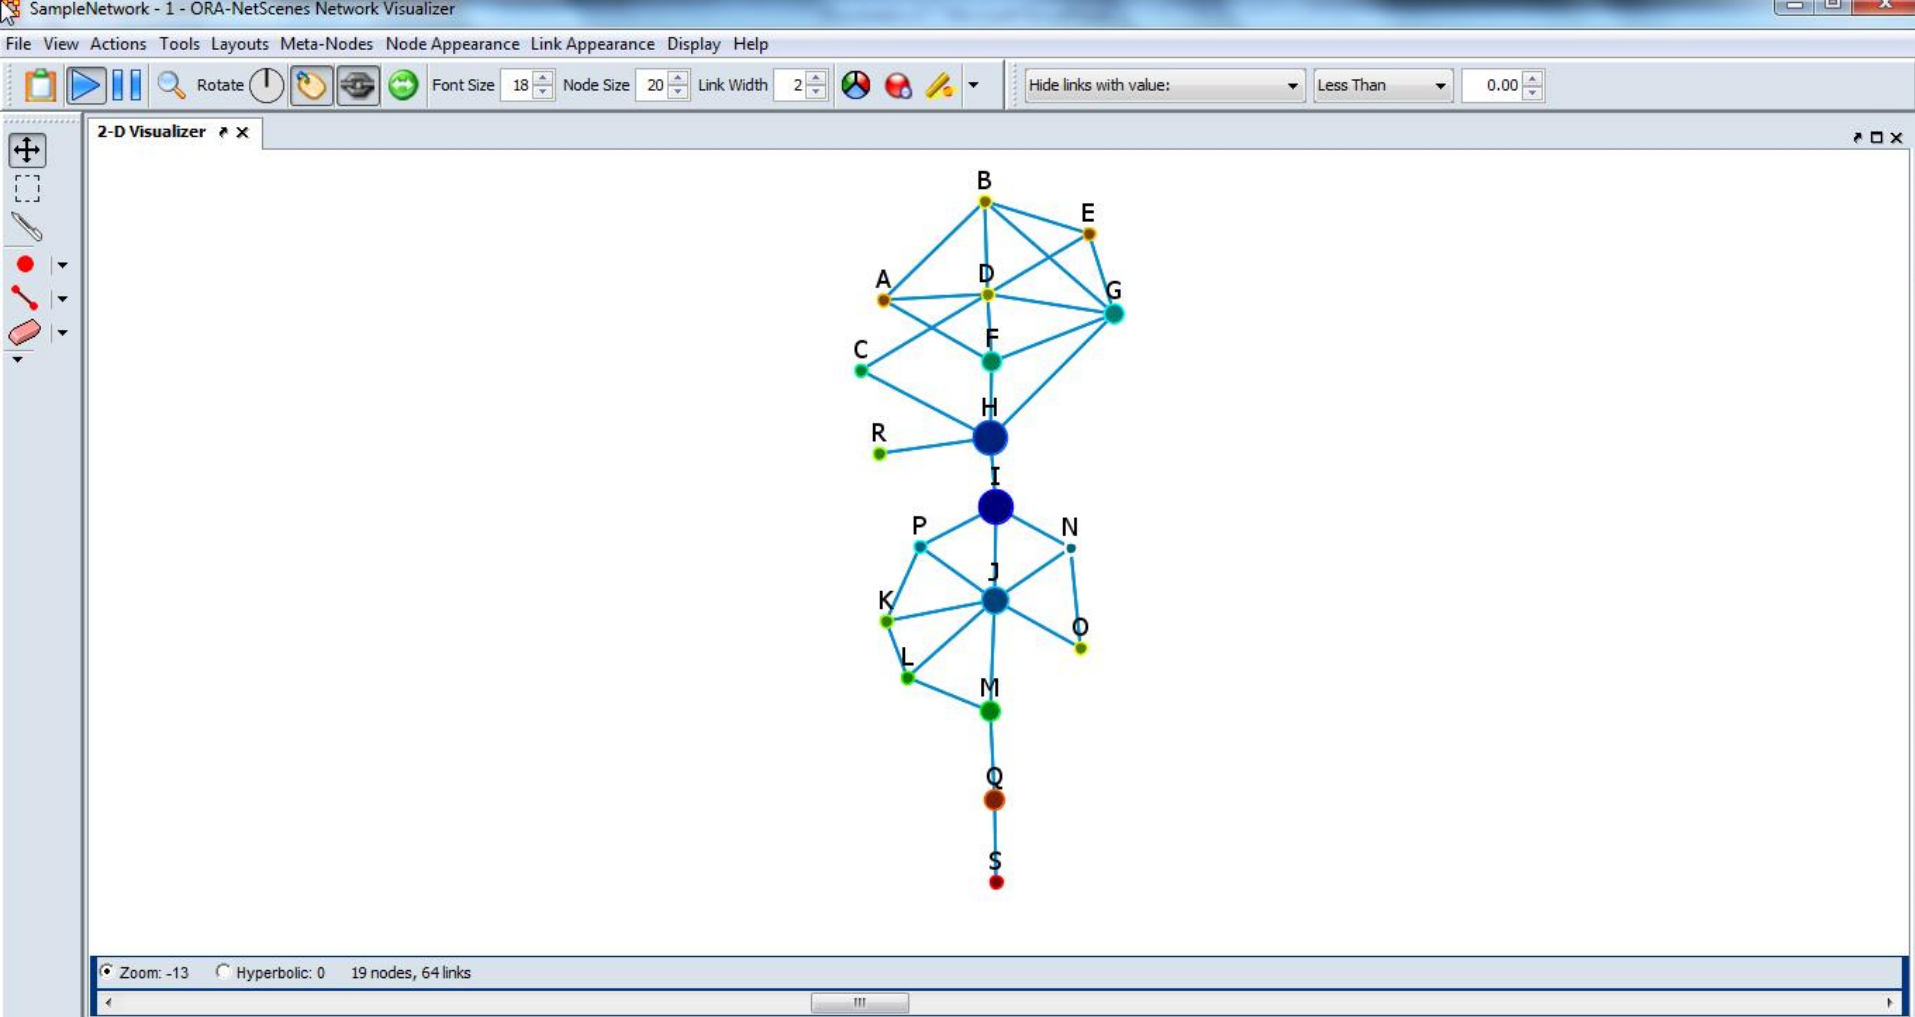 SampleNetwork - 1 - ORA-NetScenes Network Visualizer
File View Actions Tools Layouts Meta-Nodes Node Appearance Link Appearance Display Help
Rotate Font Size 18 Node Size 20 Link Width 2 Hide links with value: Less Than 0.00
2-D Visualizer
B
E
D
A
G
F
C
H
R
I
P
N
J
K
O
L
M
Q
S
Zoom: -13 Hyperbolic: 0 19 nodes, 64 links